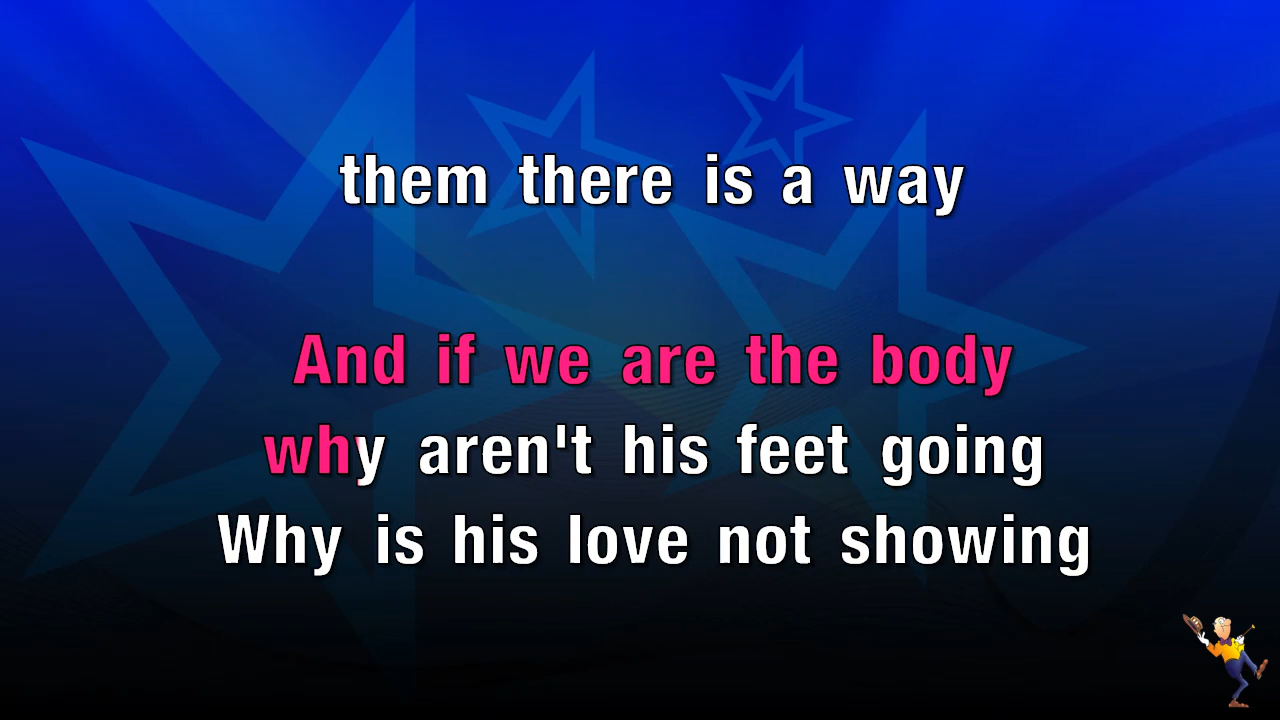 them there is a way
And if we are the body
why aren't his feet going
Why is his love not showing